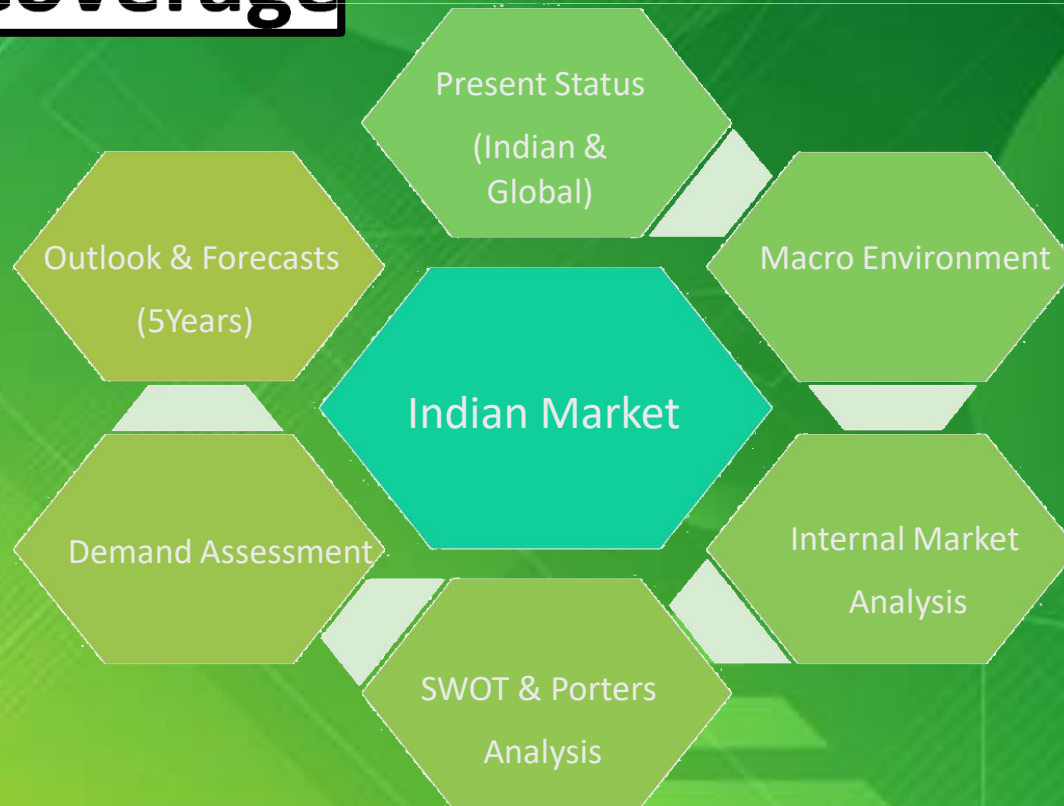 Coverage
Present Status
(Indian &
Global)
Outlook & Forecasts
(5Years)
Macro Environment
Indian Market
Demand Assessment
Internal Market
Analysis
SWOT & Porters
Analysis